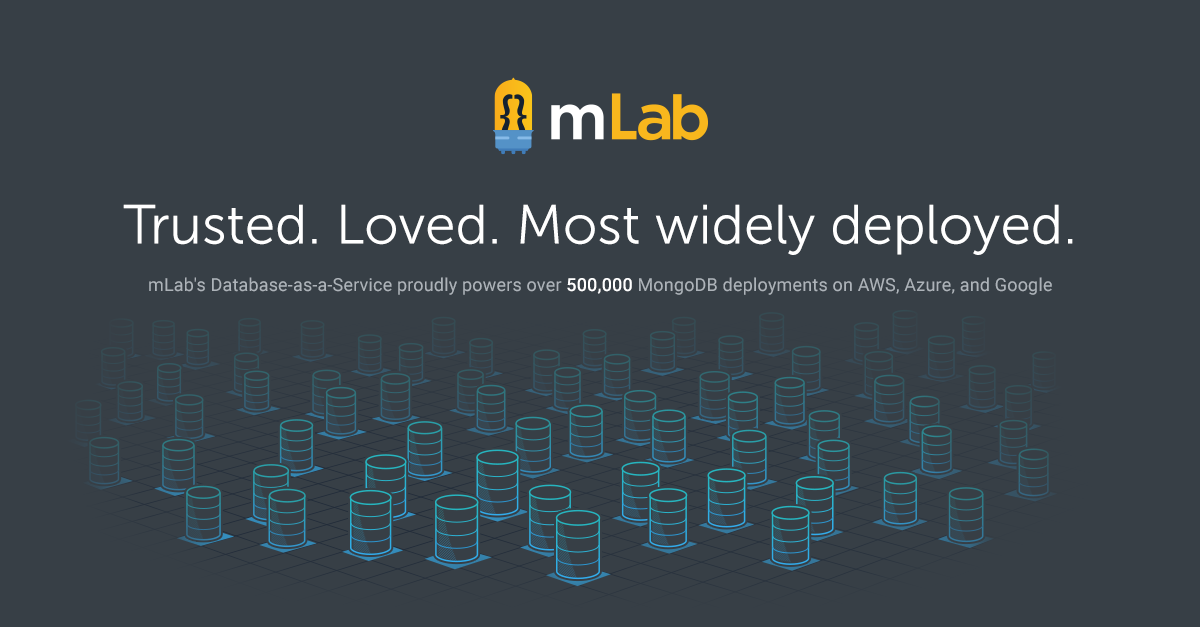 mLab
Trusted. Loved. Most widely deployed.
mLab's Database-as-a-Service proudly powers over 500,000 MongoDB deployments on AWS, Azure, and Google